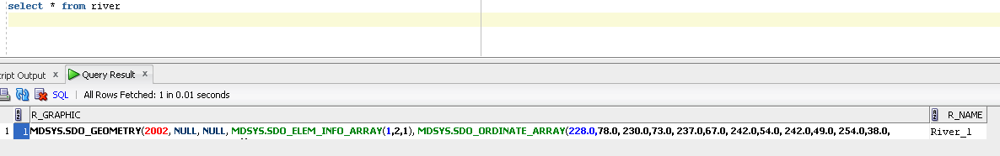 select * from river
cript Output x Query Result x
SQL | All Rows Fetched: 1 in 0.01 seconds
R_GRAPHIC R_NAME
1 1 MDSYS.SDO_GEOMETRY(2002, NULL, NULL, MDSYS.SDO_ELEM_INFO_ARRAY(1,2,1), MDSYS.SDO_ORDINATE_ARRAY(228.0,78.0, 230.0,73.0, 237.0,67.0, 242.0,54.0, 242.0,49.0, 254.0,38.0, River_1